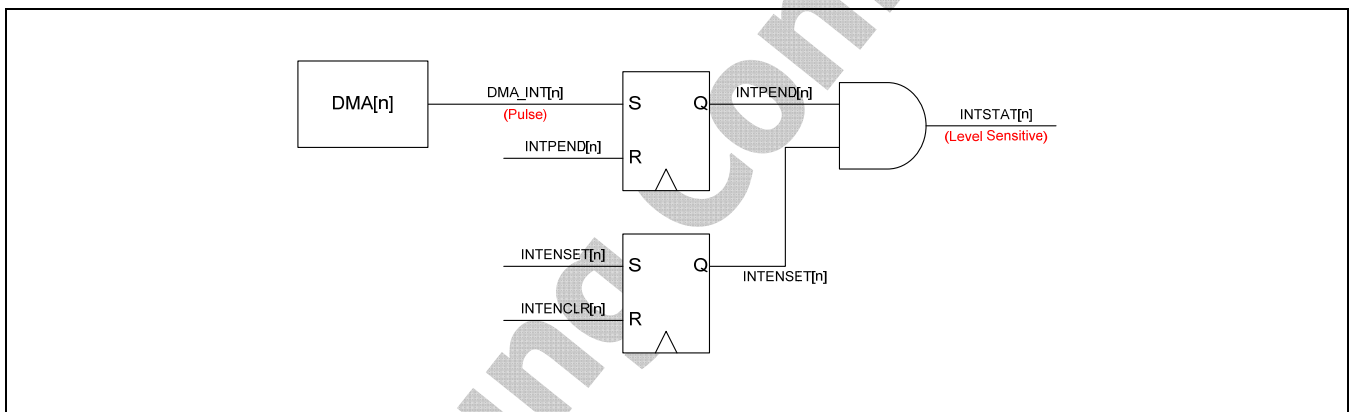 DMA[n]
DMA_INT[n]
(Pulse)
INTPEND[n]
S
R
Q
INTPEND[n]
INTSTAT[n]
(Level Sensitive)
INTENSET[n]
INTENCLR[n]
S
R
Q
INTENSET[n]